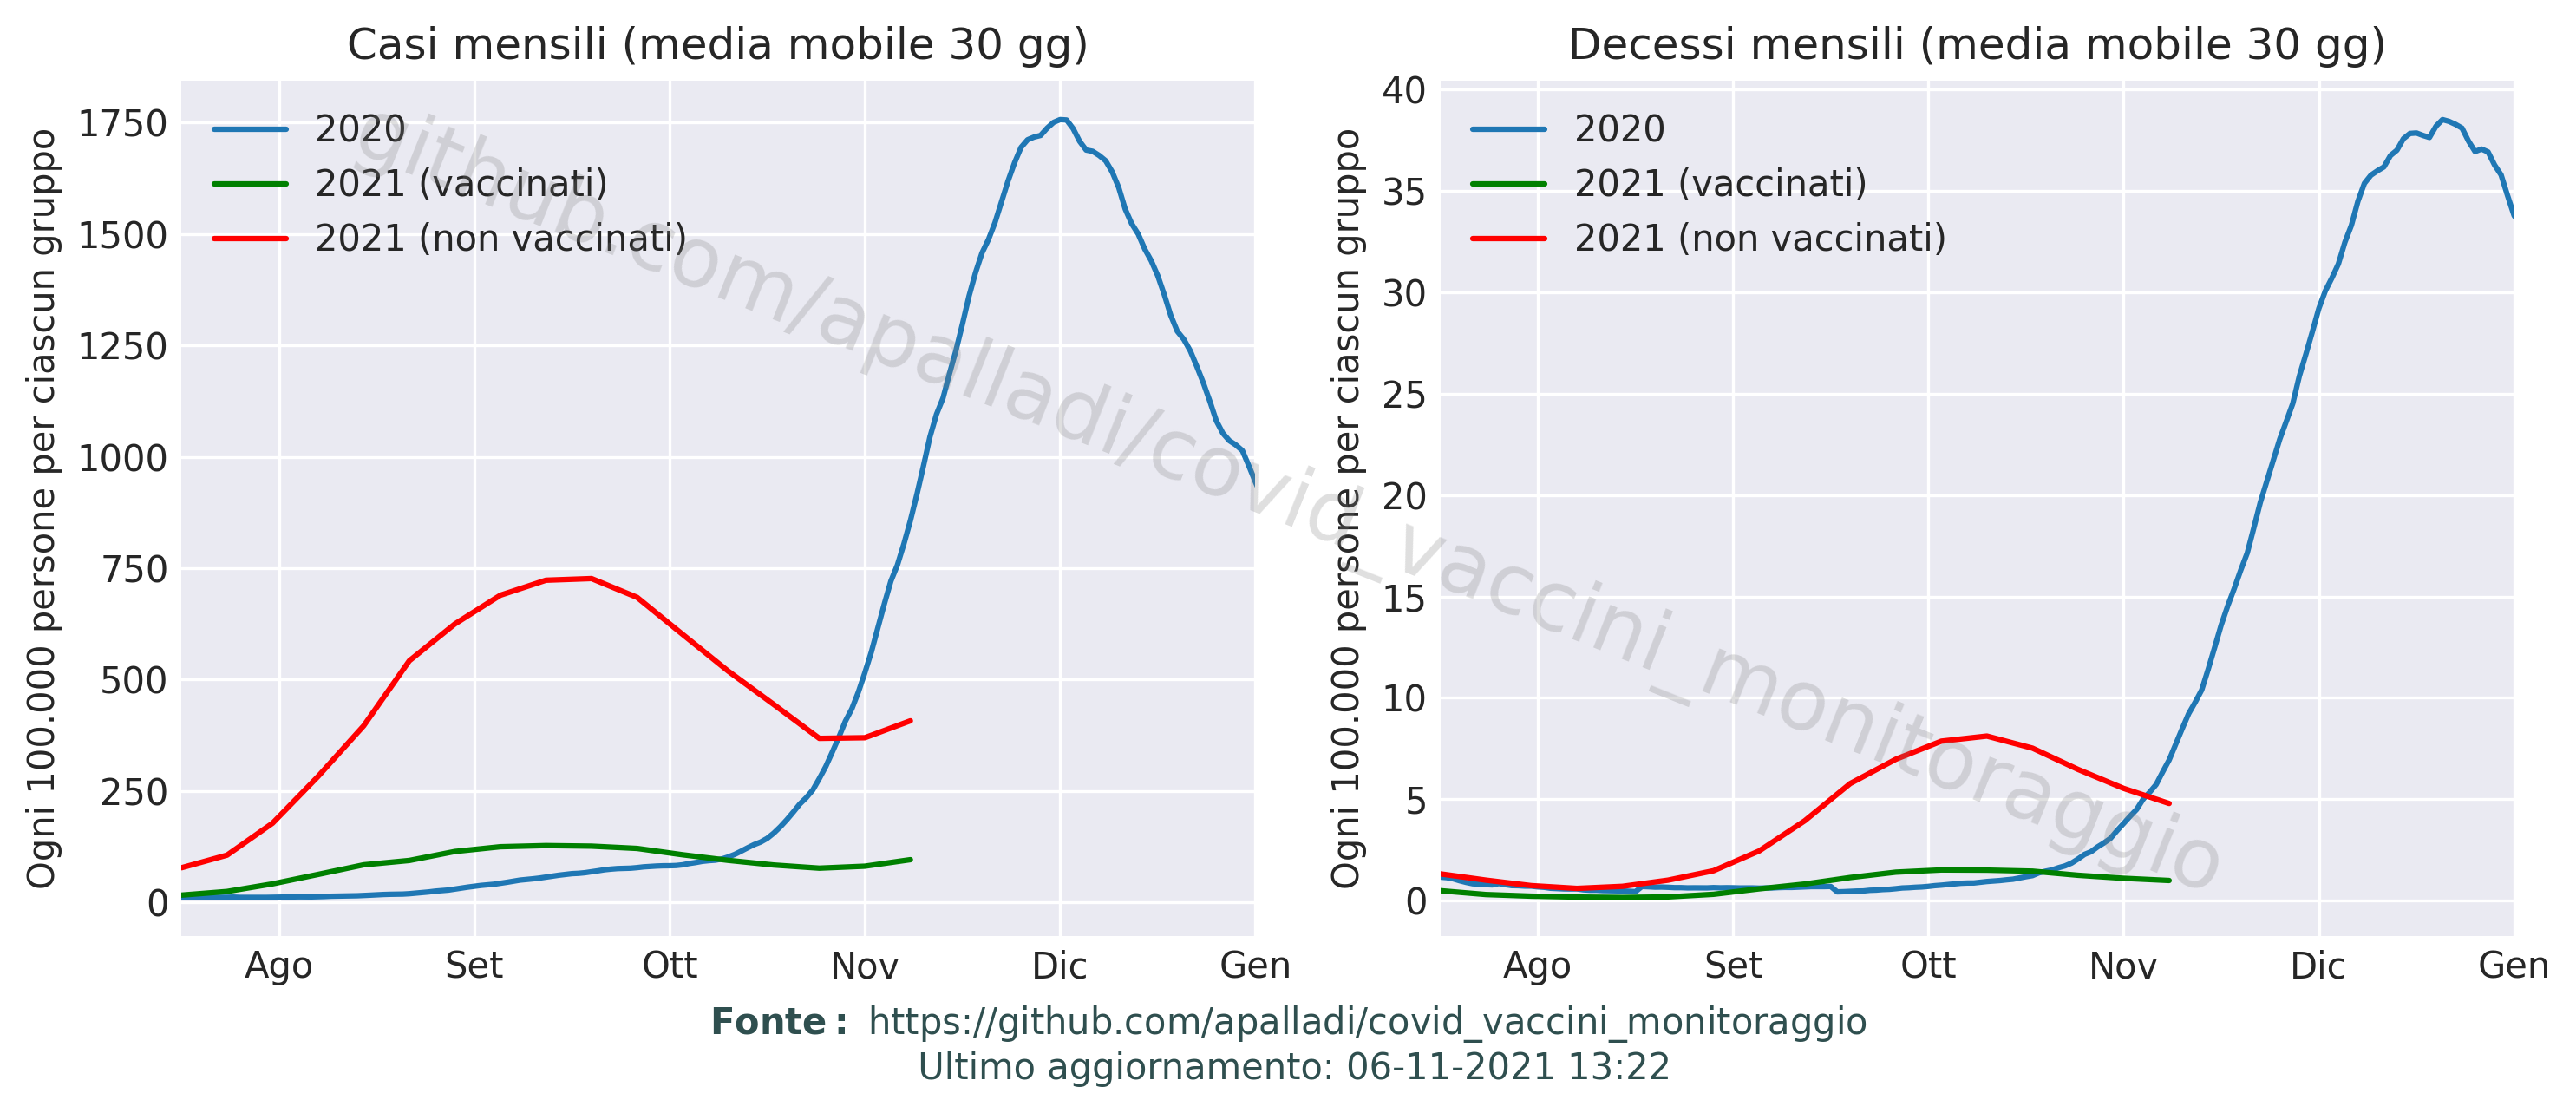 Casi mensili (media mobile 30 gg)
Ogni 100.000 persone per ciascun gruppo
1750
1500
1250
1000
750
500
250
0
2020
2021 (vaccinati)
2021 (non vaccinati)
Ago Set Ott Nov Dic Gen
Decessi mensili (media mobile 30 gg)
Ogni 100.000 persone per ciascun gruppo
40
35
30
25
20
15
10
5
0
2020
2021 (vaccinati)
2021 (non vaccinati)
Ago Set Ott Nov Dic Gen
github.com/apalladi/covid_vaccini_monitoraggio
Fonte: https://github.com/apalladi/covid_vaccini_monitoraggio
Ultimo aggiornamento: 06-11-2021 13:22